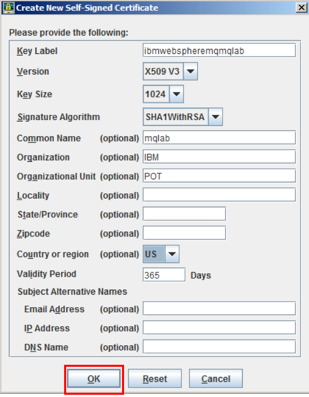 Create New Self-Signed Certificate
Please provide the following:
Key Label ibmwebspheremqmqlab
Version X509 V3
Key Size 1024
Signature Algorithm SHA1WithRSA
Common Name (optional) mqlab
Organization (optional) IBM
Organizational Unit (optional) POT
Locality (optional)
State/Province (optional)
Zipcode (optional)
Country or region (optional) US
Validity Period 365 Days
Subject Alternative Names
Email Address (optional)
IP Address (optional)
DNS Name (optional)
OK Reset Cancel